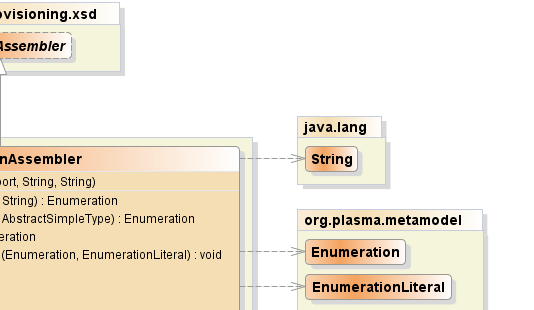 ovisioning.xsd
Assembler
java.lang
String
nAssembler
port, String, String)
String) : Enumeration
AbstractSimpleType) : Enumeration
eration
(Enumeration, EnumerationLiteral) : void
org.plasma.metamodel
Enumeration
EnumerationLiteral